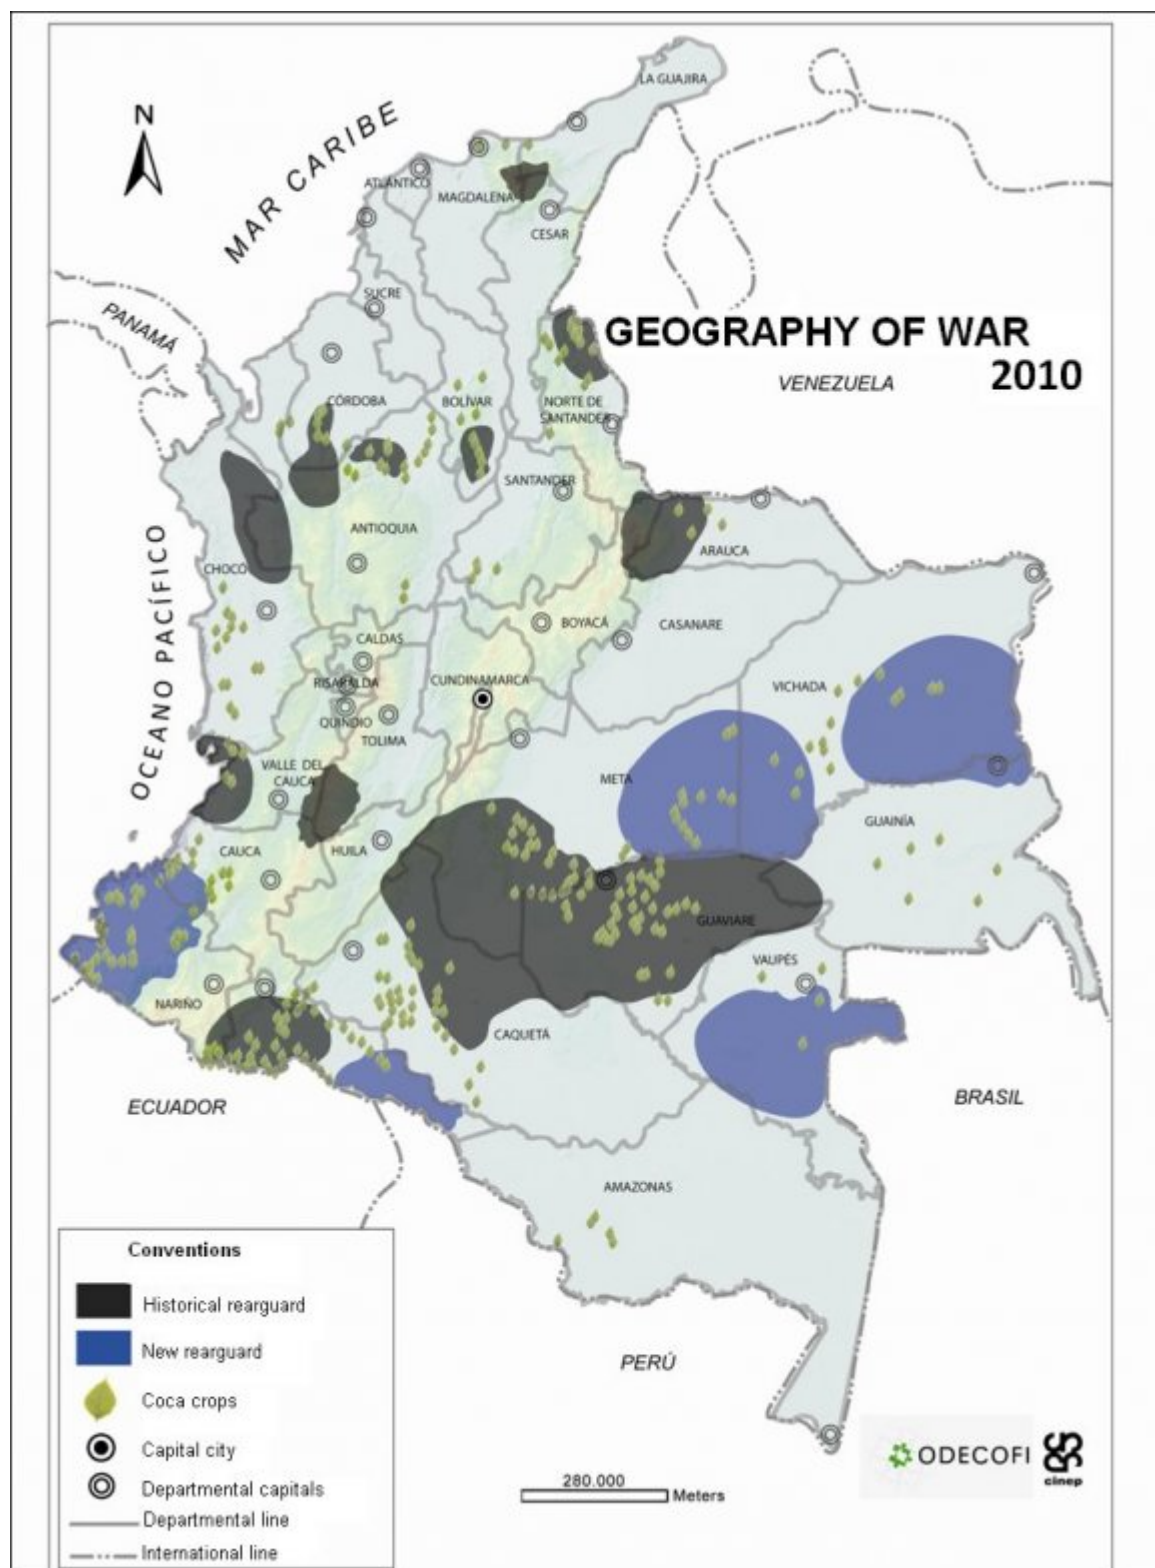 N
MAR CARIBE
LA GUAJIRA
ATLÁNTICO
MAGDALENA
CESAR
SUCRE
PANAMÁ
GEOGRAPHY OF WAR
2010
VENEZUELA
CÓRDOBA
BOLÍVAR
NORTE DE
SANTANDER
SANTANDER
ANTIOQUIA
ARAUCA
CHOCO
OCEANO PACÍFICO
BOYACÁ
CASANARE
CALDAS
RISARALDA
CUNDINAMARCA
VICHADA
QUINDIO
TOLIMA
VALLE DEL
CAUCA
META
GUAINÍA
CAUCA
HUILA
GUAVIARE
VAUPÉS
NARIÑO
CAQUETÁ
ECUADOR
BRASIL
AMAZONAS
PERÚ
Conventions
Historical rearguard
New rearguard
Coca crops
Capital city
Departmental capitals
Departmental line
International line
280.000
Meters
ODECOFI
cinep